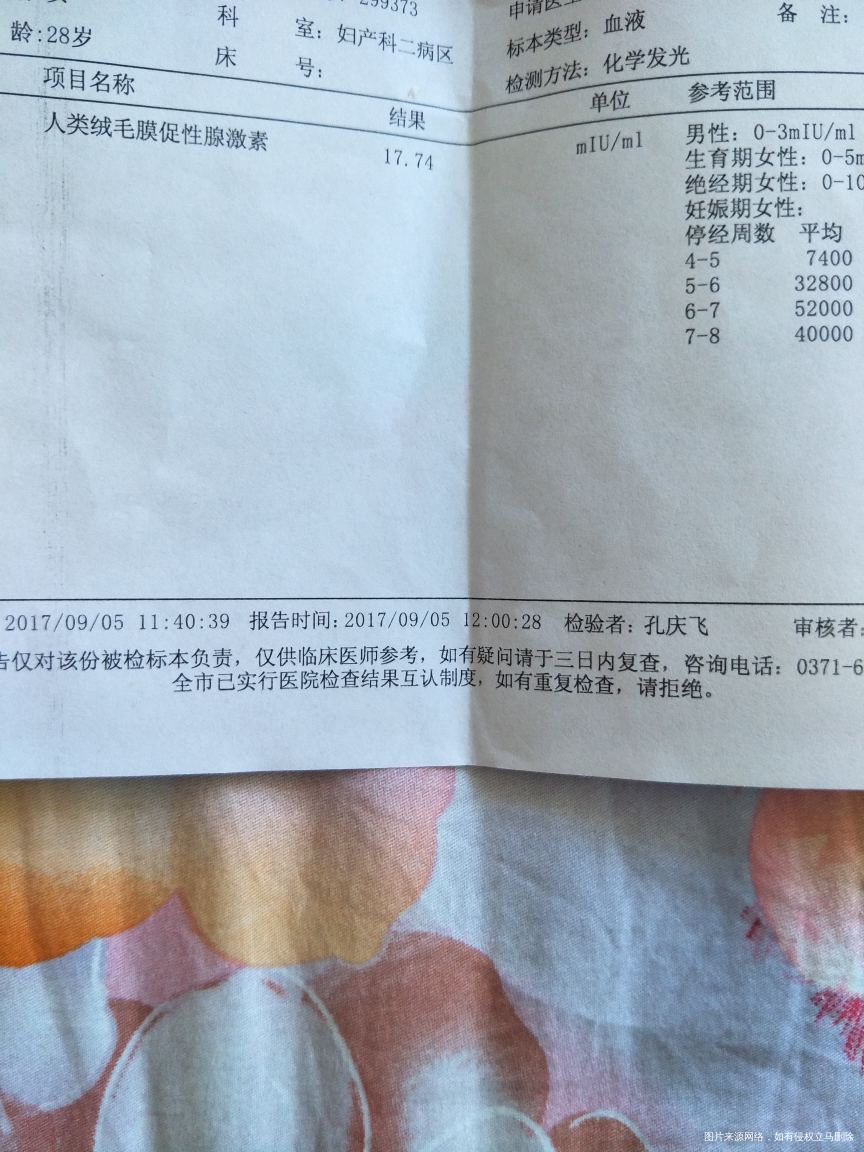 299373
申请医生
备 注:
龄:28岁
科 室: 妇产科二病区
标本类型: 血液
床 号:
检测方法: 化学发光
项目名称 结果 单位 参考范围
人类绒毛膜促性腺激素 17.74 mIU/ml 男性: 0-3mIU/ml
生育期女性: 0-5m
绝经期女性: 0-10
妊娠期女性:
停经周数 平均
4-5 7400
5-6 32800
6-7 52000
7-8 40000
2017/09/05 11:40:39 报告时间:2017/09/05 12:00:28 检验者: 孔庆飞 审核者:
告仅对该份被检标本负责, 仅供临床医师参考, 如有疑问请于三日内复查, 咨询电话: 0371-6
全市已实行医院检查结果互认制度, 如有重复检查, 请拒绝。
图片来源网络，如有侵权立马删除